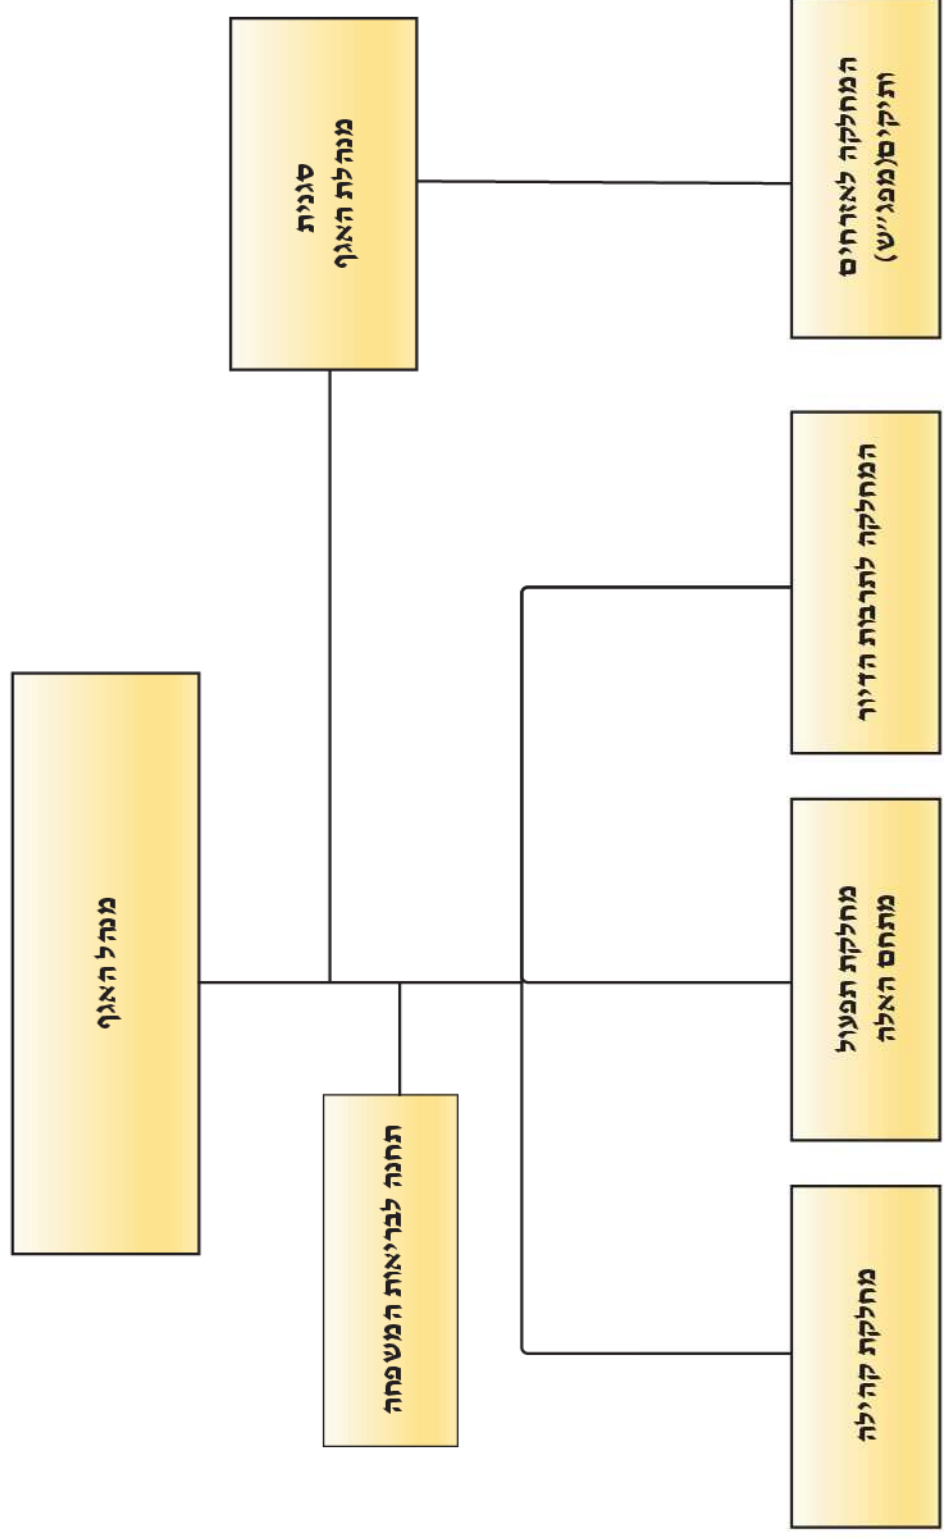 מנהל האגף
סגנית
מנהלת האגף
תחנה לבריאות המשפחה
המחלקה לאזרחים
ותיקים(מפגי״ש)
המחלקה לתרבות הדיור
מחלקת תפעול
מתחם האלה
מחלקת קהילה